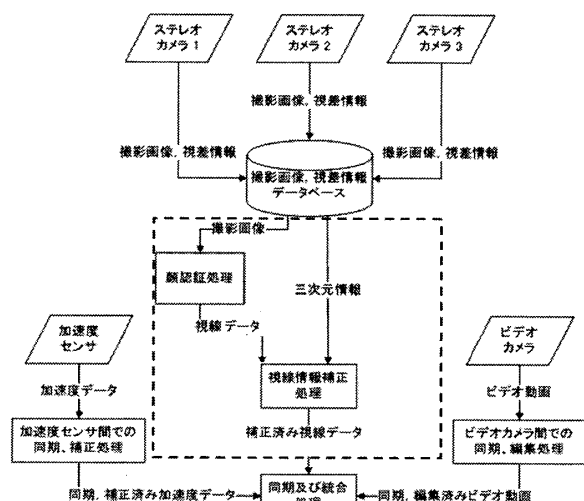 ステレオ
カメラ1
ステレオ
カメラ2
ステレオ
カメラ3
撮影画像,視差情報
撮影画像,視差情報
撮影画像,視差情報
撮影画像,視差情報
データベース
撮影画像
顔認証処理
三次元情報
視線データ
加速度
センサ
ビデオ
カメラ
加速度データ
視線情報補正
処理
ビデオ動画
加速度センサ間での
同期、補正処理
補正済み視線データ
ビデオカメラ間での
同期、編集処理
同期,補正済み加速度データ
同期及び統合
処理
同期,編集済みビデオ動画